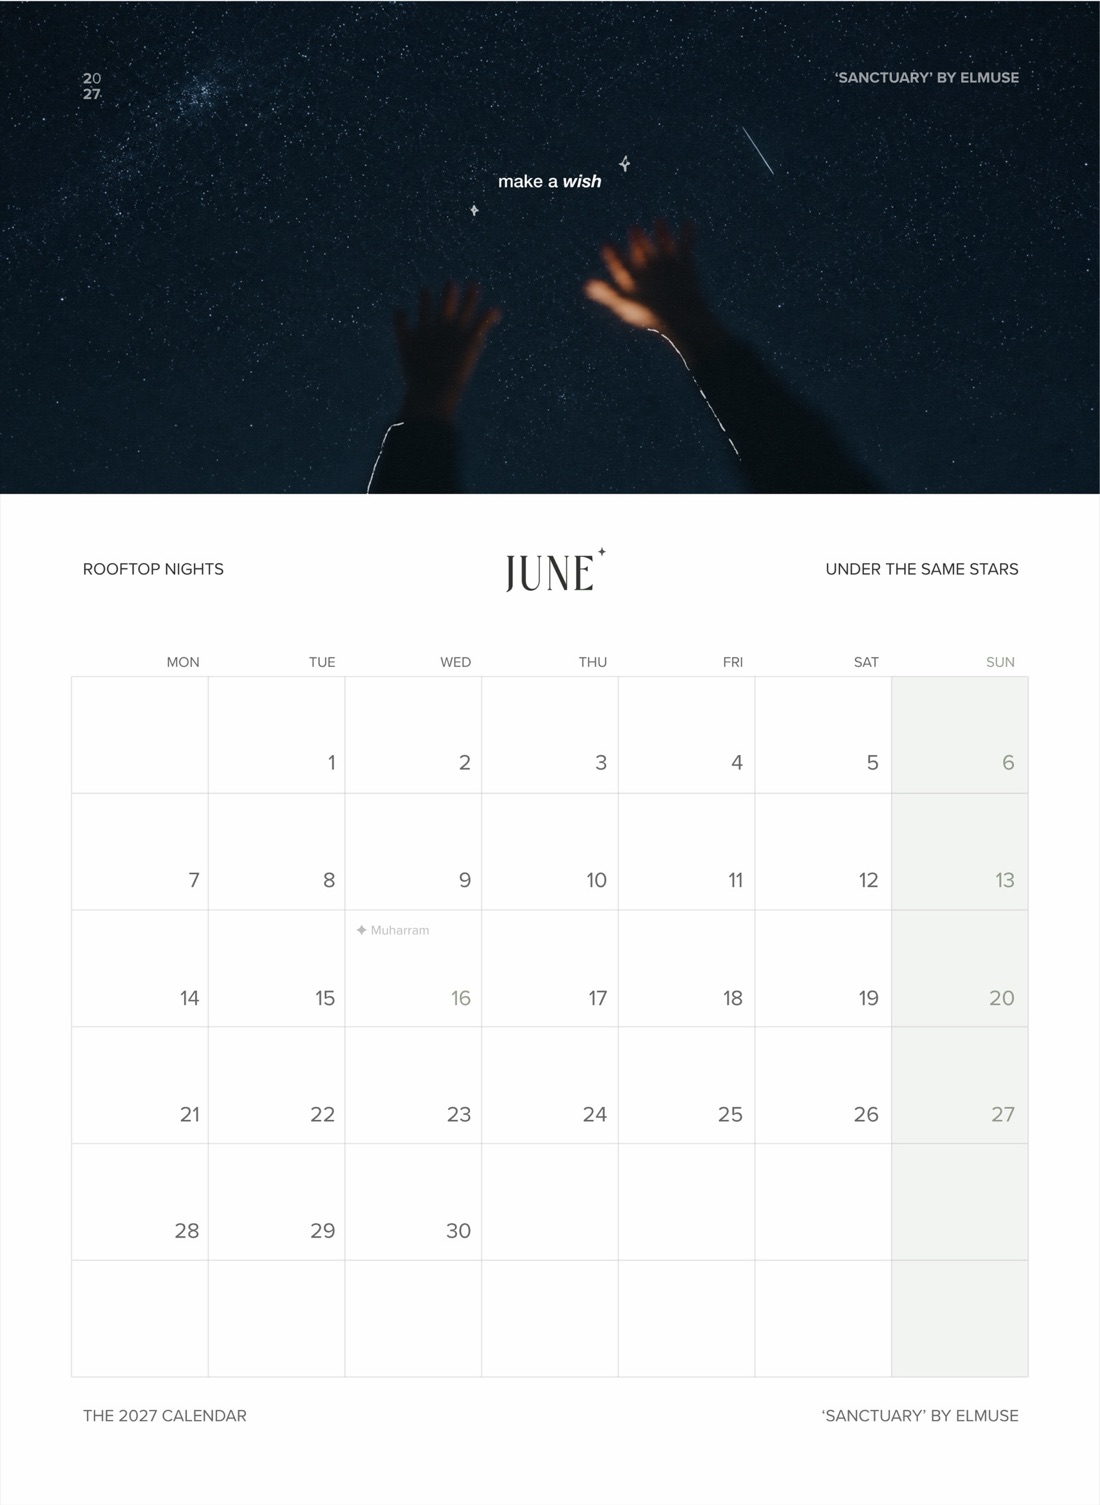 20
27
‘SANCTUARY’ BY ELMUSE
make a wish
ROOFTOP NIGHTS
JUNE
UNDER THE SAME STARS
MON TUE WED THU FRI SAT SUN
1 2 3 4 5 6
7 8 9 10 11 12 13
Muharram
14 15 16 17 18 19 20
21 22 23 24 25 26 27
28 29 30
THE 2027 CALENDAR
‘SANCTUARY’ BY ELMUSE